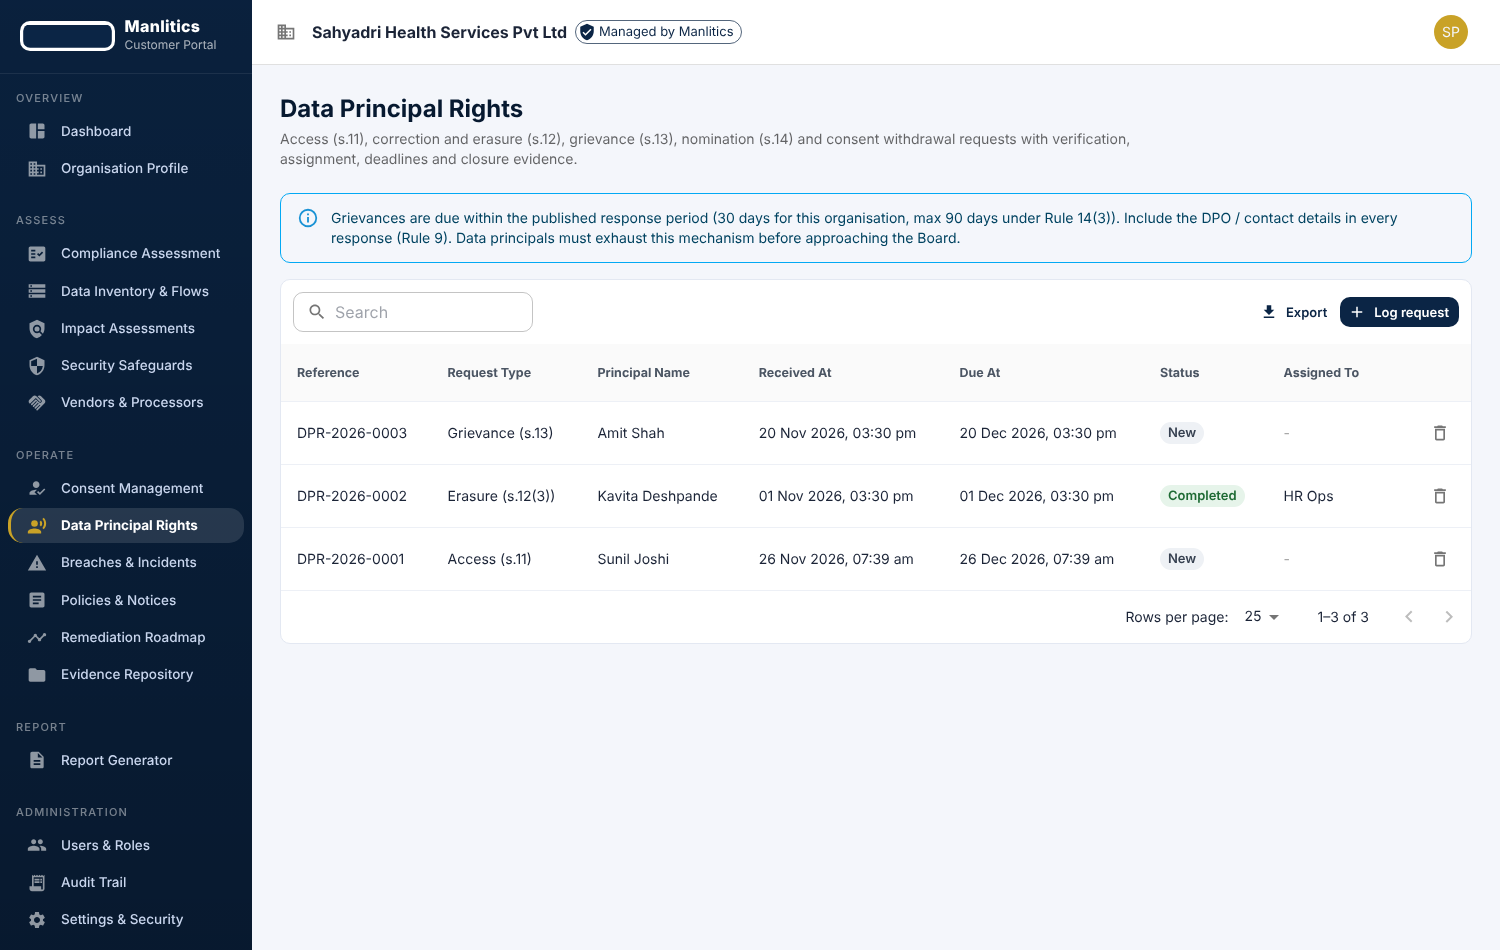 Manlitics
Customer Portal
OVERVIEW
Dashboard
Organisation Profile
ASSESS
Compliance Assessment
Data Inventory & Flows
Impact Assessments
Security Safeguards
Vendors & Processors
OPERATE
Consent Management
Data Principal Rights
Breaches & Incidents
Policies & Notices
Remediation Roadmap
Evidence Repository
REPORT
Report Generator
ADMINISTRATION
Users & Roles
Audit Trail
Settings & Security
Sahyadri Health Services Pvt Ltd Managed by Manlitics SP
Data Principal Rights
Access (s.11), correction and erasure (s.12), grievance (s.13), nomination (s.14) and consent withdrawal requests with verification,
assignment, deadlines and closure evidence.
Grievances are due within the published response period (30 days for this organisation, max 90 days under Rule 14(3)). Include the DPO / contact details in every
response (Rule 9). Data principals must exhaust this mechanism before approaching the Board.
Search Export Log request
Reference Request Type Principal Name Received At Due At Status Assigned To
DPR-2026-0003 Grievance (s.13) Amit Shah 20 Nov 2026, 03:30 pm 20 Dec 2026, 03:30 pm New -
DPR-2026-0002 Erasure (s.12(3)) Kavita Deshpande 01 Nov 2026, 03:30 pm 01 Dec 2026, 03:30 pm Completed HR Ops
DPR-2026-0001 Access (s.11) Sunil Joshi 26 Nov 2026, 07:39 am 26 Dec 2026, 07:39 am New -
Rows per page: 25 1–3 of 3